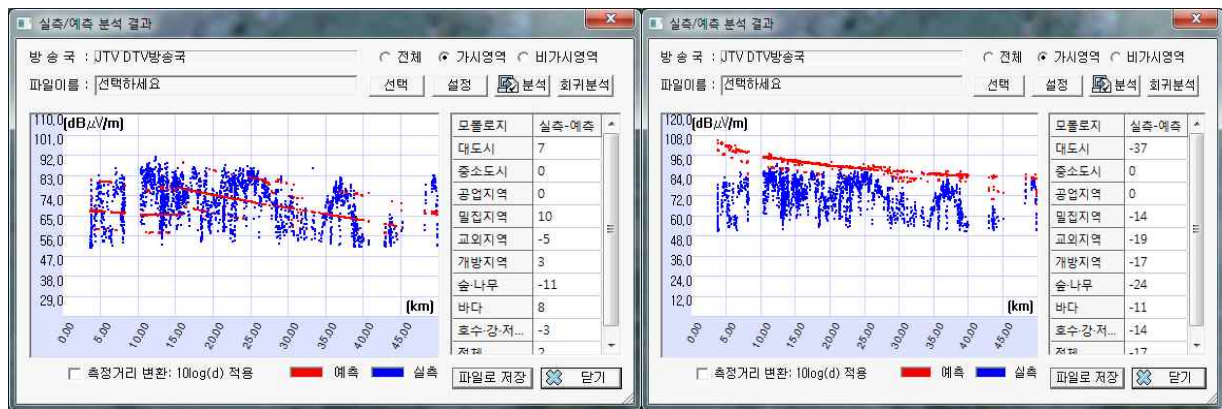 실측/예측 분석 결과
방 송 국 : JTV DTV방송국
전체 가시영역 비가시영역
파일이름 : 선택하세요
선택 설정 분석 회귀분석
110,0 (dBμV/m)
101,0
92,0
83,0
74,0
65,0
56,0
47,0
38,0
29,0
(km)
0,00 5,00 10,00 15,00 20,00 25,00 30,00 35,00 40,00 45,00
모폴로지 실측-예측
대도시 7
중소도시 0
공업지역 0
밀집지역 10
교외지역 -5
개방지역 3
숲·나무 -11
바다 8
호수·강·저... -3
전체 2
측정거리 변환: 10log(d) 적용 예측 실측
파일로 저장 닫기
실측/예측 분석 결과
방 송 국 : JTV DTV방송국
전체 가시영역 비가시영역
파일이름 : 선택하세요
선택 설정 분석 회귀분석
120,0 (dBμV/m)
108,0
96,0
84,0
72,0
60,0
48,0
36,0
24,0
12,0
(km)
0,00 5,00 10,00 15,00 20,00 25,00 30,00 35,00 40,00 45,00
모폴로지 실측-예측
대도시 -37
중소도시 0
공업지역 0
밀집지역 -14
교외지역 -19
개방지역 -17
숲·나무 -24
바다 -11
호수·강·저... -14
전체 -17
측정거리 변환: 10log(d) 적용 예측 실측
파일로 저장 닫기